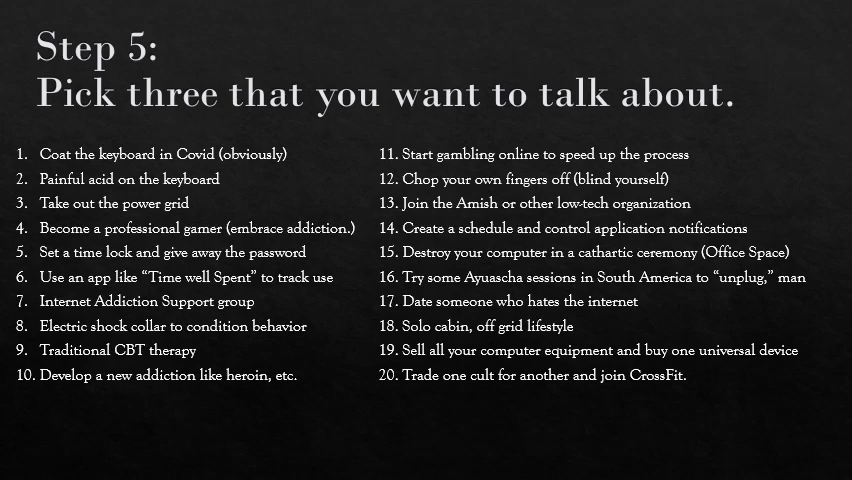 Step 5:
Pick three that you want to talk about.
1. Coat the keyboard in Covid (obviously)
2. Painful acid on the keyboard
3. Take out the power grid
4. Become a professional gamer (embrace addiction.)
5. Set a time lock and give away the password
6. Use an app like “Time well Spent” to track use
7. Internet Addiction Support group
8. Electric shock collar to condition behavior
9. Traditional CBT therapy
10. Develop a new addiction like heroin, etc.
11. Start gambling online to speed up the process
12. Chop your own fingers off (blind yourself)
13. Join the Amish or other low-tech organization
14. Create a schedule and control application notifications
15. Destroy your computer in a cathartic ceremony (Office Space)
16. Try some Ayuascha sessions in South America to “unplug,” man
17. Date someone who hates the internet
18. Solo cabin, off grid lifestyle
19. Sell all your computer equipment and buy one universal device
20. Trade one cult for another and join CrossFit.